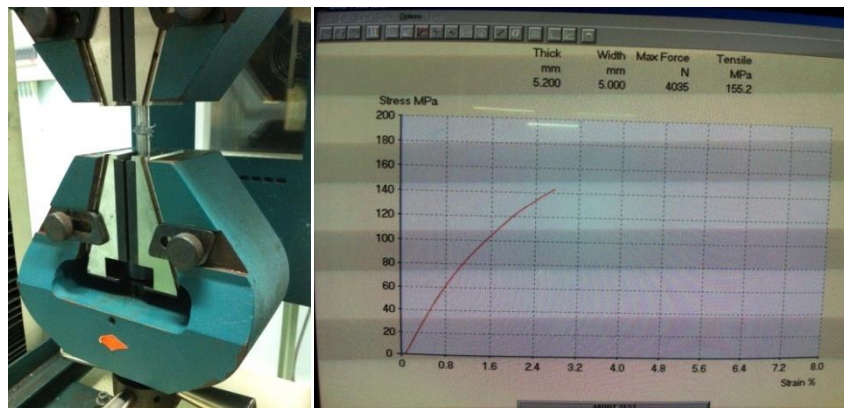 Options
Thick Width Max Force Tensile
mm mm N MPa
5.200 5.000 4035 155.2
Stress MPa
200
180
160
140
120
100
80
60
40
20
0
0 0.8 1.6 2.4 3.2 4.0 4.8 5.6 6.4 7.2 8.0
Strain %